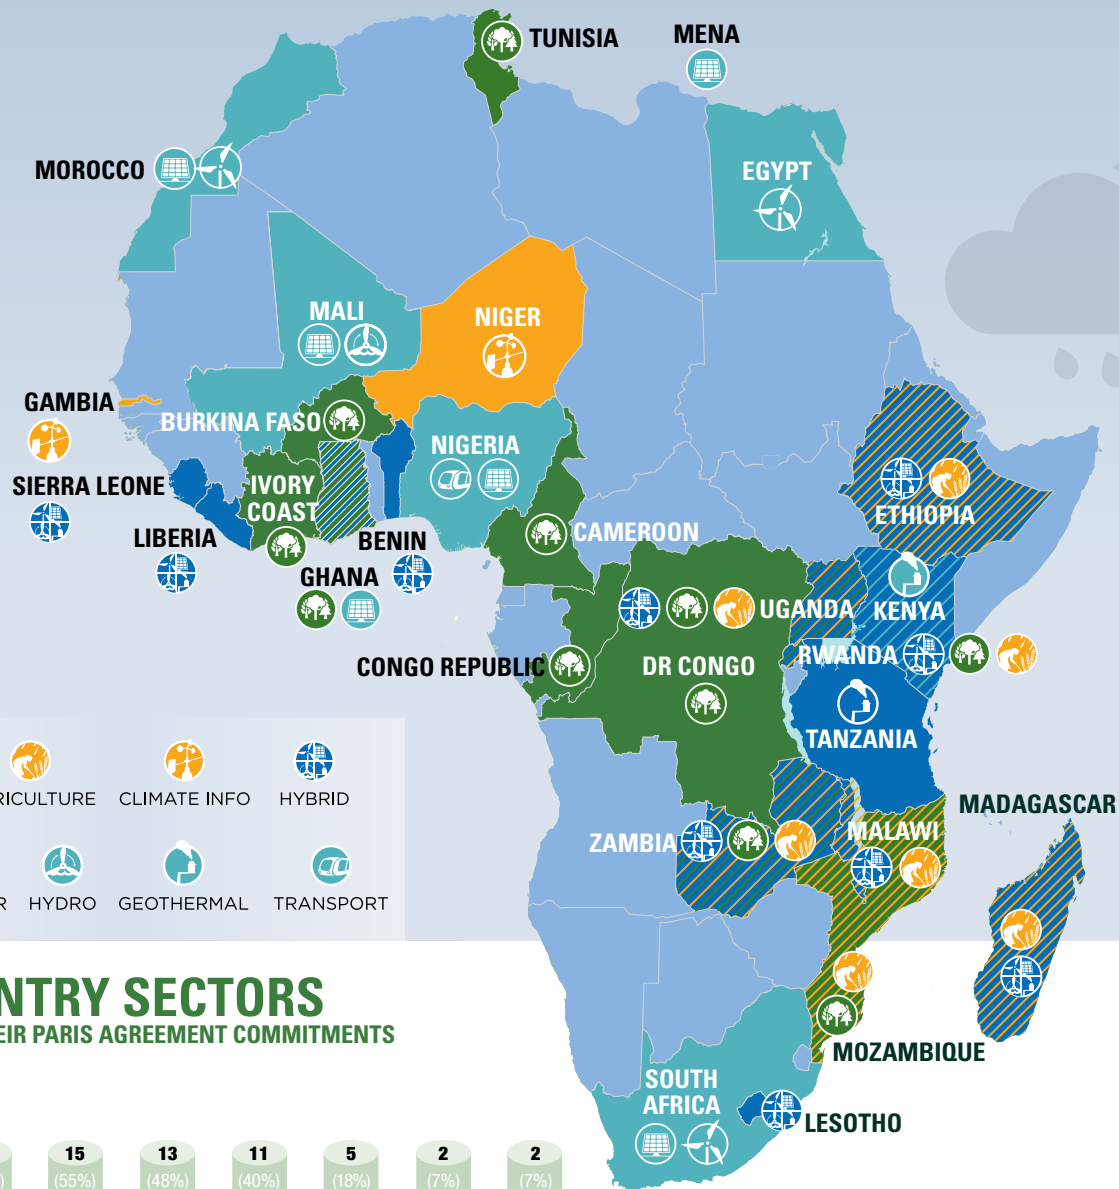 TUNISIA
MENA
MOROCCO
EGYPT
MALI
NIGER
GAMBIA
BURKINA FASO
NIGERIA
SIERRA LEONE
IVORY
COAST
ETHIOPIA
LIBERIA
BENIN
CAMEROON
GHANA
UGANDA
KENYA
CONGO REPUBLIC
DR CONGO
RWANDA
TANZANIA
RICULTURE
CLIMATE INFO
HYBRID
MADAGASCAR
ZAMBIA
MALAWI
R
HYDRO
GEOTHERMAL
TRANSPORT
NTRY SECTORS
EIR PARIS AGREEMENT COMMITMENTS
MOZAMBIQUE
SOUTH
AFRICA
LESOTHO
15 13 11 5 2 2
) (55%) (48%) (40%) (18%) (7%) (7%)